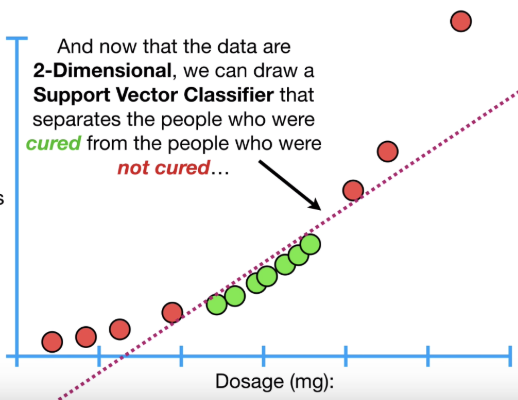 And now that the data are
2-Dimensional, we can draw a
Support Vector Classifier that
separates the people who were
cured from the people who were
not cured…
s
Dosage (mg):